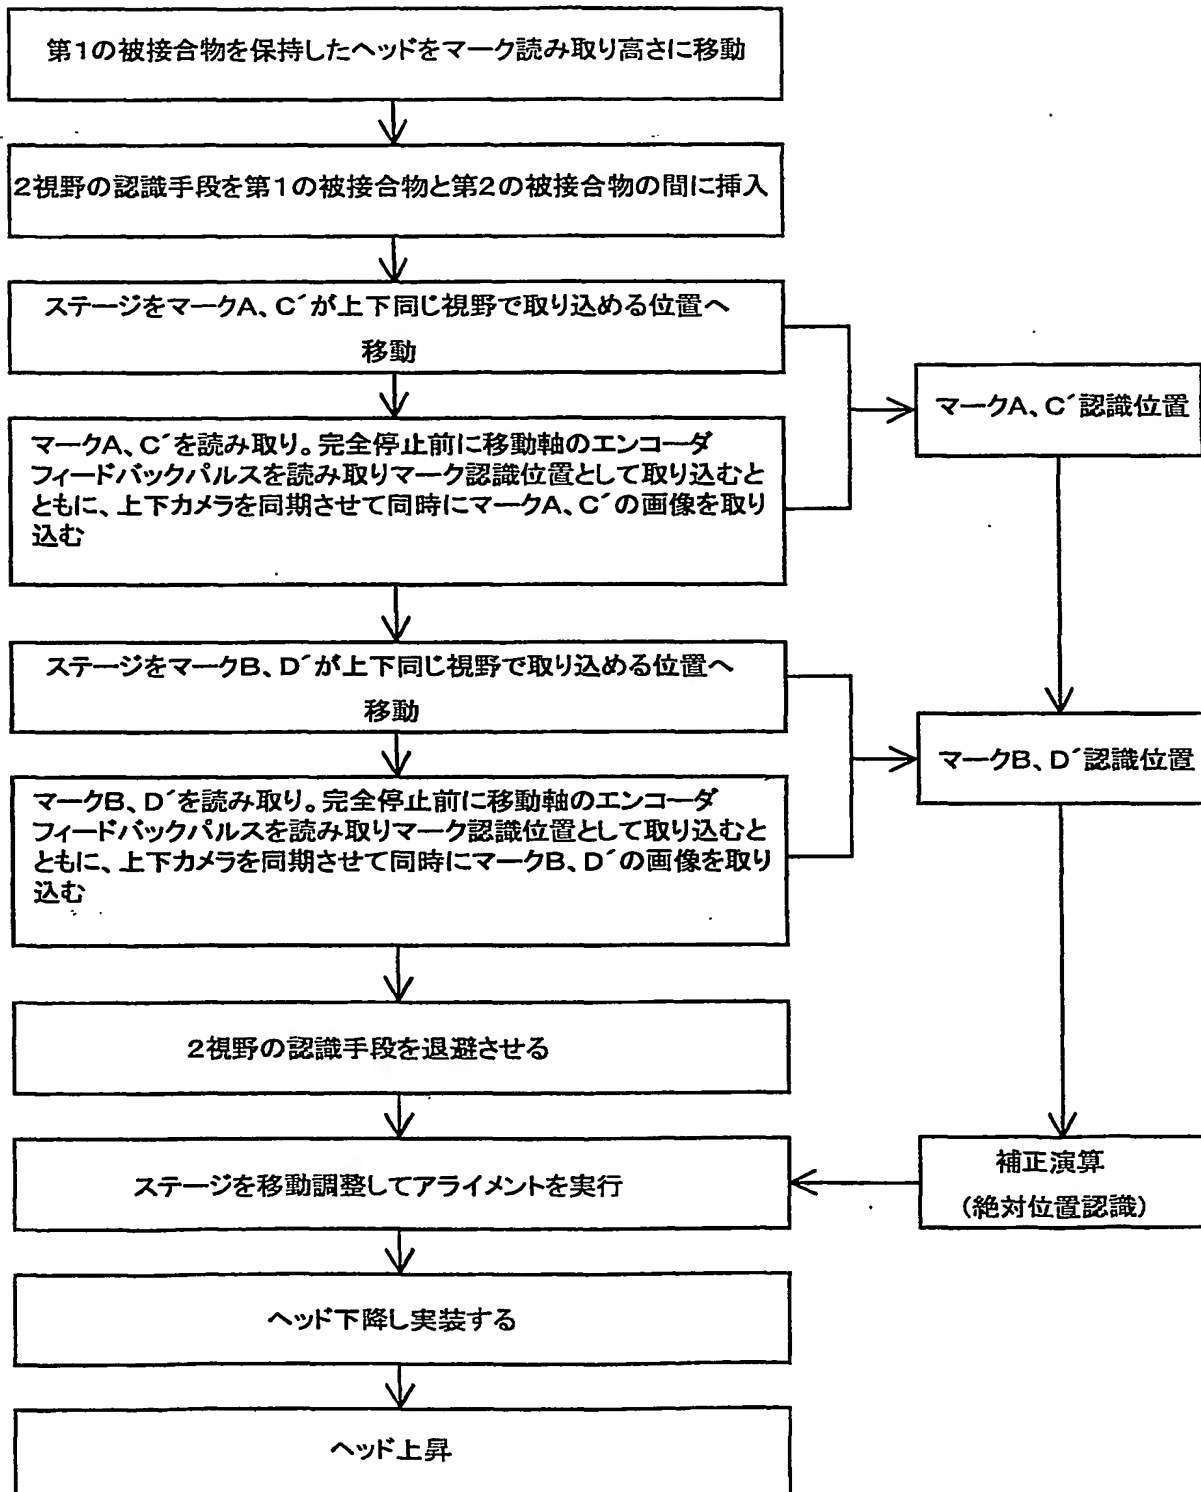 第1の被接合物を保持したヘッドをマーク読み取り高さに移動
2視野の認識手段を第1の被接合物と第2の被接合物の間に挿入
ステージをマークA、C´が上下同じ視野で取り込める位置へ
移動
マークA、C´認識位置
マークA、C´を読み取り。完全停止前に移動軸のエンコーダ
フィードバックパルスを読み取りマーク認識位置として取り込むと
ともに、上下カメラを同期させて同時にマークA、C´の画像を取り
込む
ステージをマークB、D´が上下同じ視野で取り込める位置へ
移動
マークB、D´認識位置
マークB、D´を読み取り。完全停止前に移動軸のエンコーダ
フィードバックパルスを読み取りマーク認識位置として取り込むと
ともに、上下カメラを同期させて同時にマークB、D´の画像を取り
込む
2視野の認識手段を退避させる
補正演算
(絶対位置認識)
ステージを移動調整してアライメントを実行
ヘッド下降し実装する
ヘッド上昇